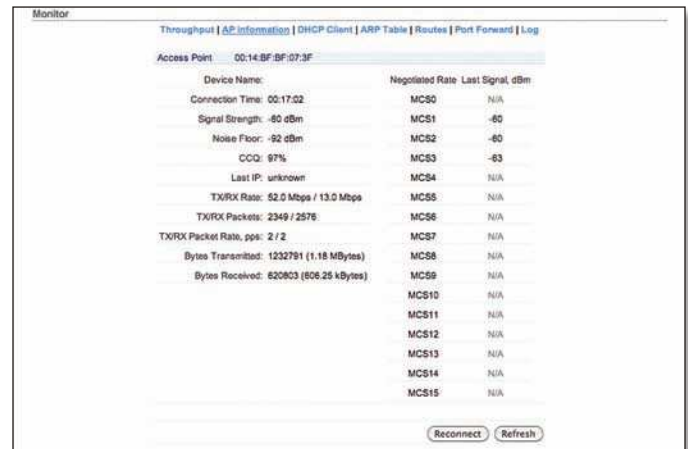 Monitor
Throughput | AP Information | DHCP Client | ARP Table | Routes | Port Forward | Log
Access Point 00:14:BF:BF:07:3F
Device Name:
Connection Time: 00:17:02
Signal Strength: -60 dBm
Noise Floor: -92 dBm
CCQ: 97%
Last IP: unknown
TX/RX Rate: 52.0 Mbps / 13.0 Mbps
TX/RX Packets: 2349 / 2576
TX/RX Packet Rate, pps: 2 / 2
Bytes Transmitted: 1232791 (1.18 MBytes)
Bytes Received: 620803 (606.25 kBytes)
Negotiated Rate Last Signal, dBm
MCS0 N/A
MCS1 -60
MCS2 -60
MCS3 -63
MCS4 N/A
MCS5 N/A
MCS6 N/A
MCS7 N/A
MCS8 N/A
MCS9 N/A
MCS10 N/A
MCS11 N/A
MCS12 N/A
MCS13 N/A
MCS14 N/A
MCS15 N/A
Reconnect Refresh